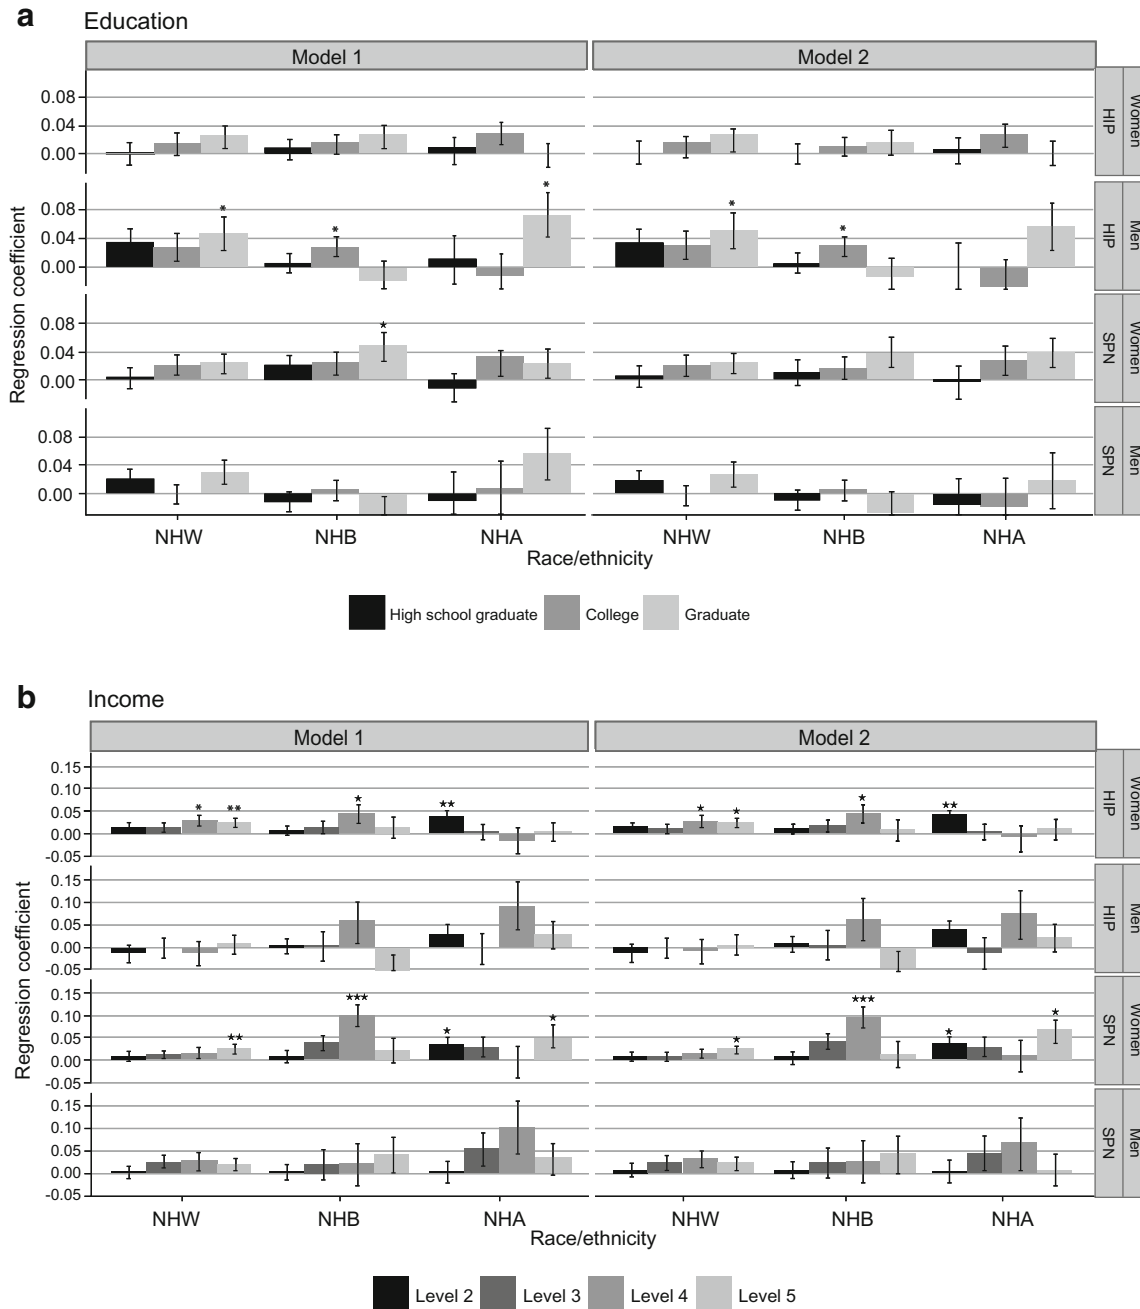 a
Education
Model 1
Model 2
0.08
0.04
0.00
HIP
Women
0.08
0.04
0.00
*
*
*
*
*
HIP
Men
0.08
0.04
0.00
★
SPN
Women
0.08
0.04
0.00
SPN
Men
Regression coefficient
NHW
NHB
NHA
NHW
NHB
NHA
Race/ethnicity
High school graduate
College
Graduate
b
Income
Model 1
Model 2
0.15
0.10
0.05
0.00
-0.05
*
**
★
★★
★
★
★
★★
HIP
Women
0.15
0.10
0.05
0.00
-0.05
HIP
Men
0.15
0.10
0.05
0.00
-0.05
★★
★★★
★
★
★
★★★
★
★
SPN
Women
0.15
0.10
0.05
0.00
-0.05
SPN
Men
Regression coefficient
NHW
NHB
NHA
NHW
NHB
NHA
Race/ethnicity
Level 2
Level 3
Level 4
Level 5